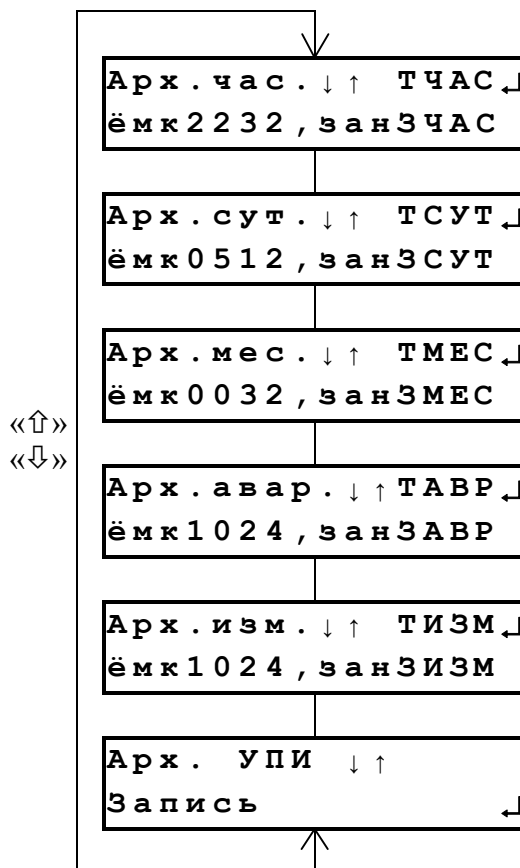 Арх.час.↓↑ ТЧАС↵
ёмк2232,занЗЧАС
Арх.сут.↓↑ ТСУТ↵
ёмк0512,занЗСУТ
Арх.мес.↓↑ ТМЕС↵
ёмк0032,занЗМЕС
«⇧»
«⇩»
Арх.авар.↓↑ТАВР↵
ёмк1024,занЗАВР
Арх.изм.↓↑ ТИЗМ↵
ёмк1024,занЗИЗМ
Арх. УПИ ↓↑
Запись ↵